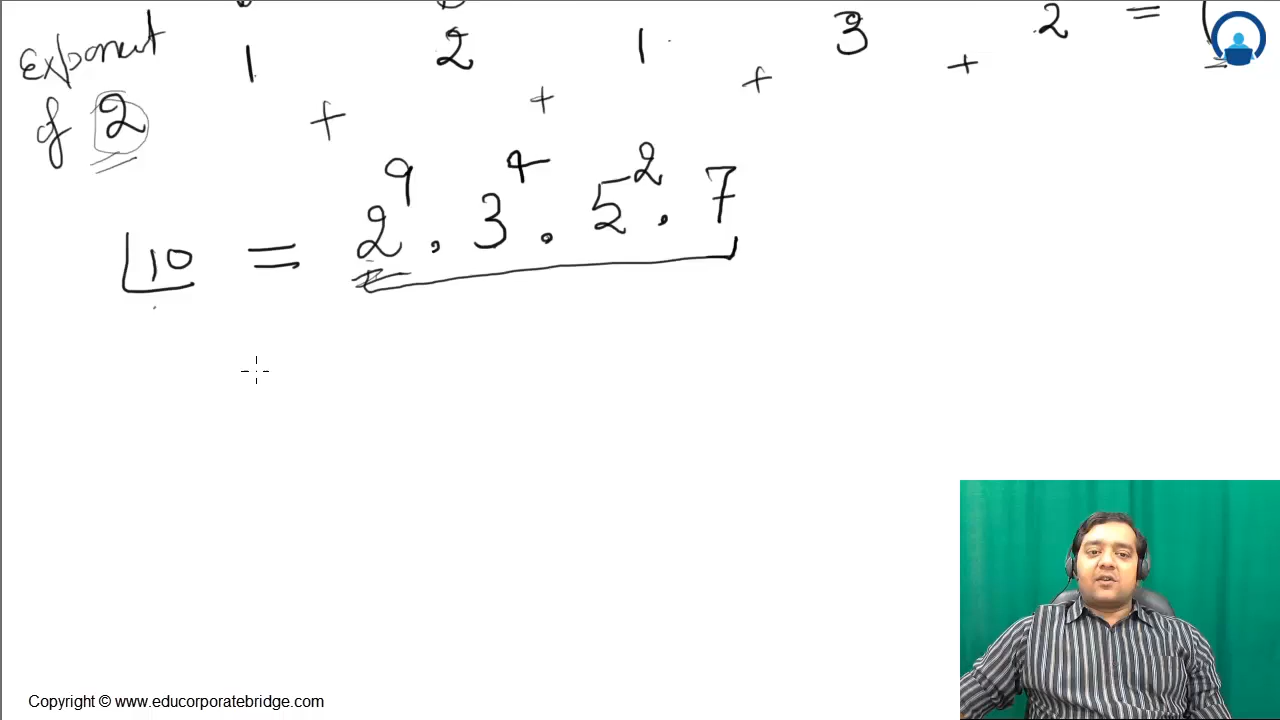 Exponent 1 + 2 + 1 + 3 + 2 =
of 2
⌊10 = 2⁹ . 3⁴ . 5² . 7
Copyright © www.educorporatebridge.com